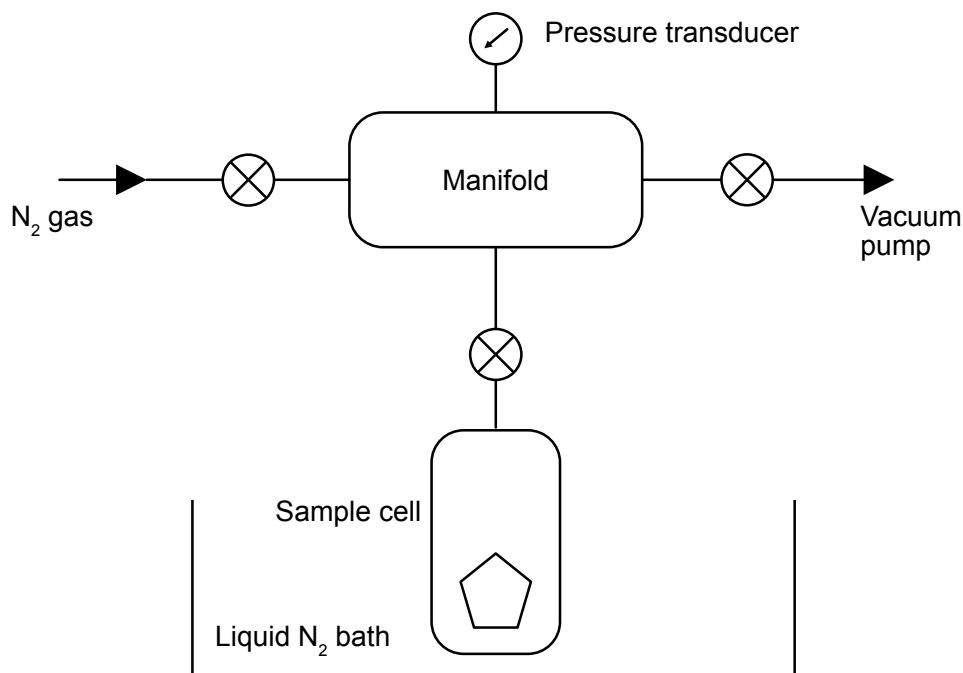 Pressure transducer
Manifold
N₂ gas
Vacuum
pump
Sample cell
Liquid N₂ bath